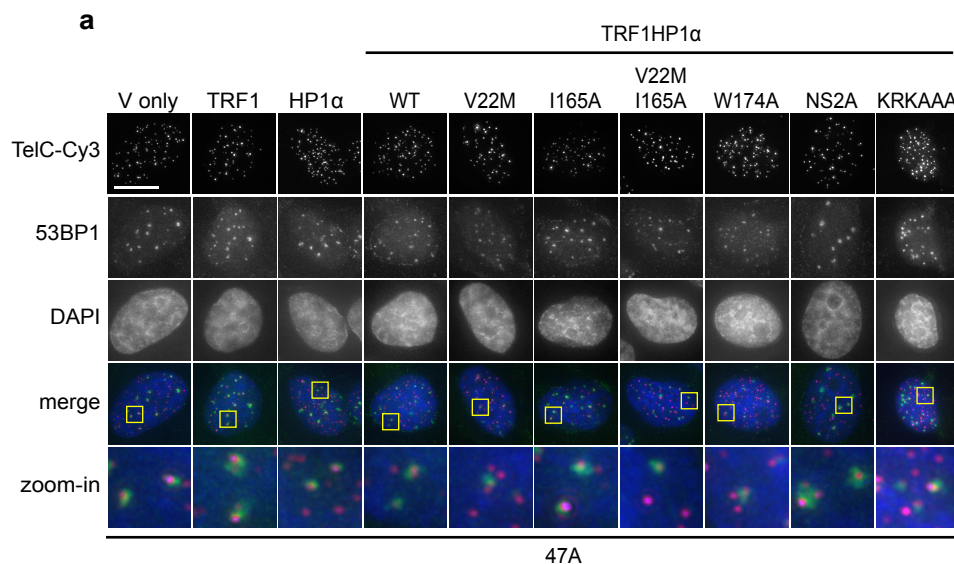 a
TRF1HP1α
V only TRF1 HP1α WT V22M I165A V22M I165A W174A NS2A KRKAAA
TelC-Cy3
53BP1
DAPI
merge
zoom-in
47A